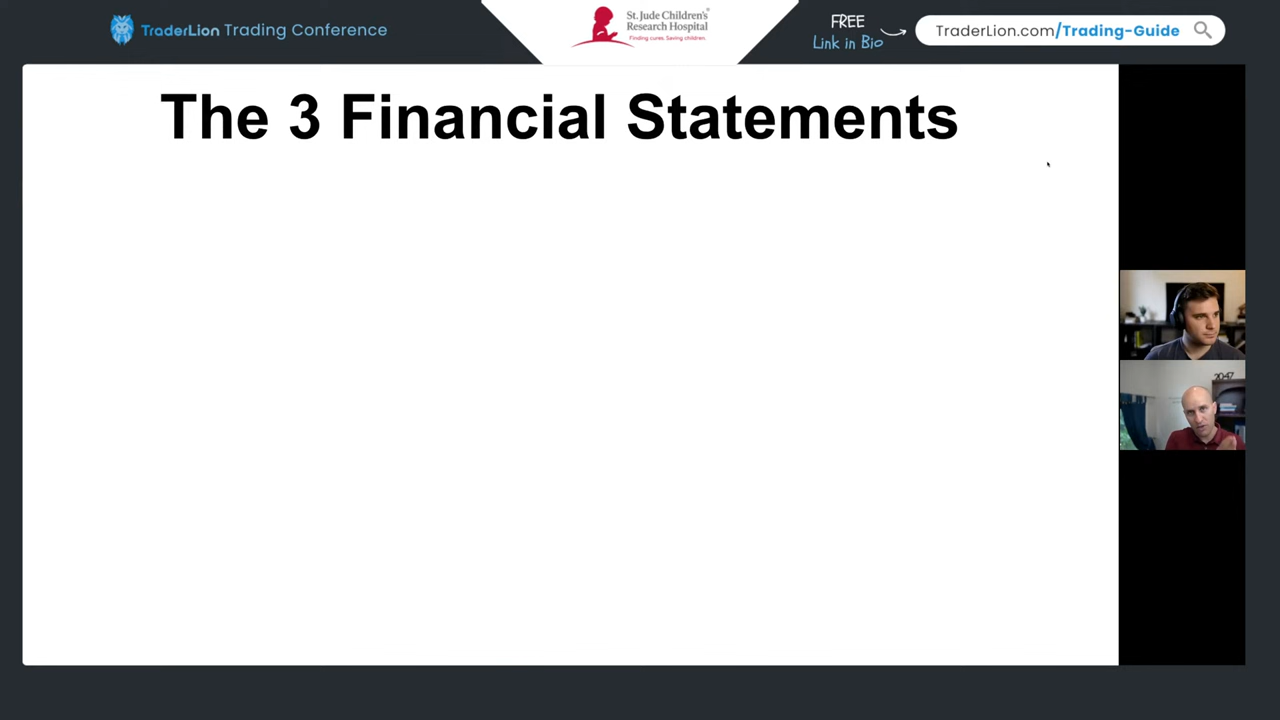 TraderLion Trading Conference
St. Jude Children's
Research Hospital
Finding cures. Saving children.
FREE
Link in Bio
TraderLion.com/Trading-Guide
The 3 Financial Statements
2047